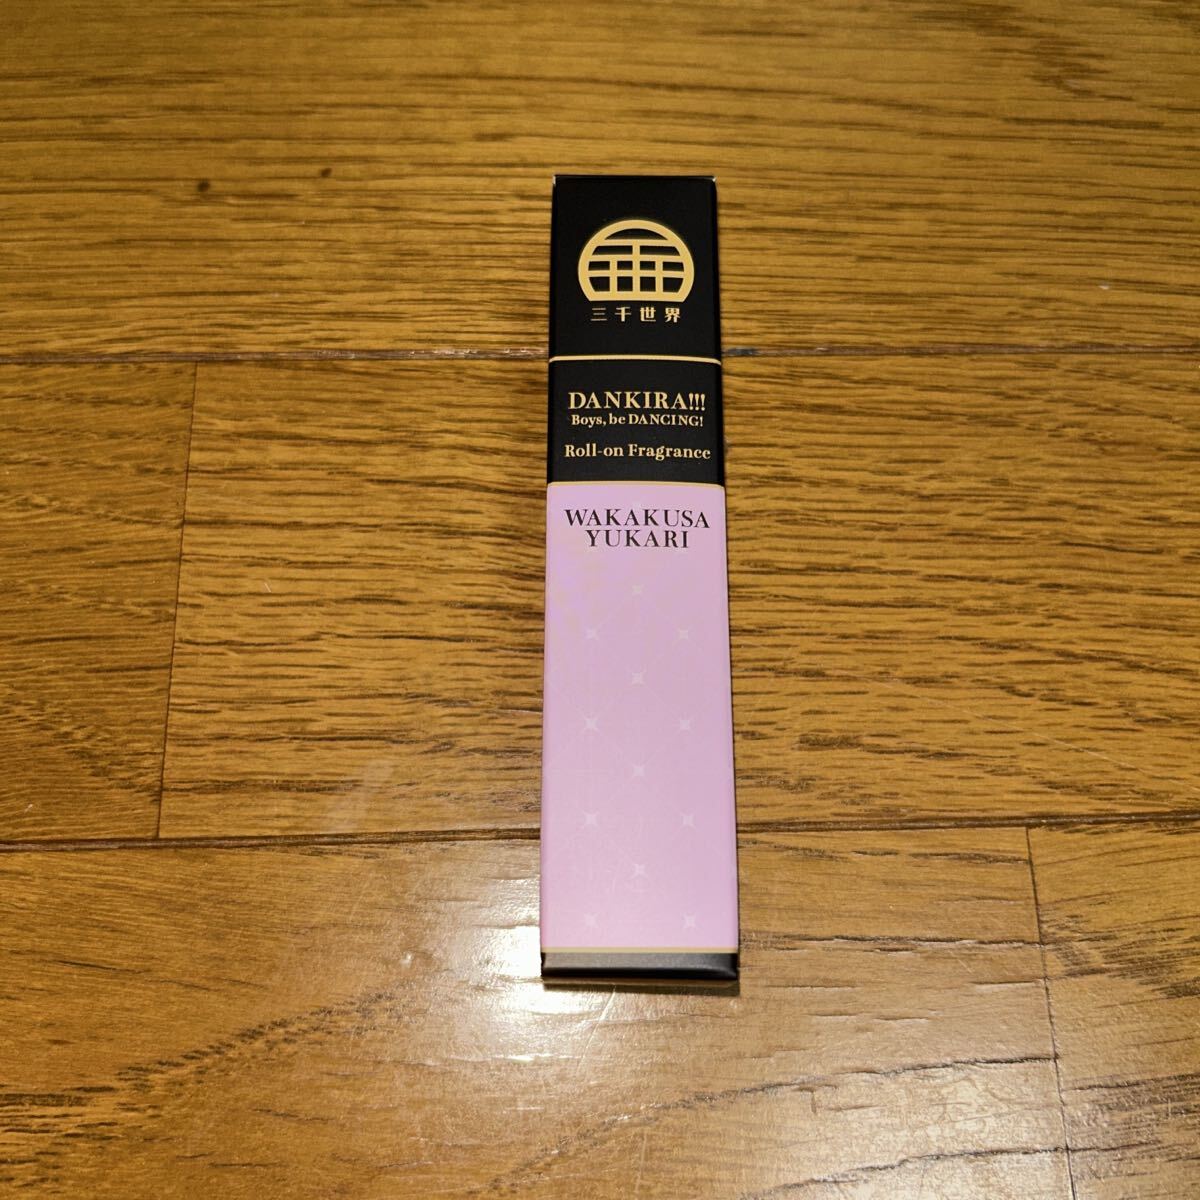 三千世界
DANKIRA!!!
Boys, be DANCING!
Roll-on Fragrance
WAKAKUSA
YUKARI